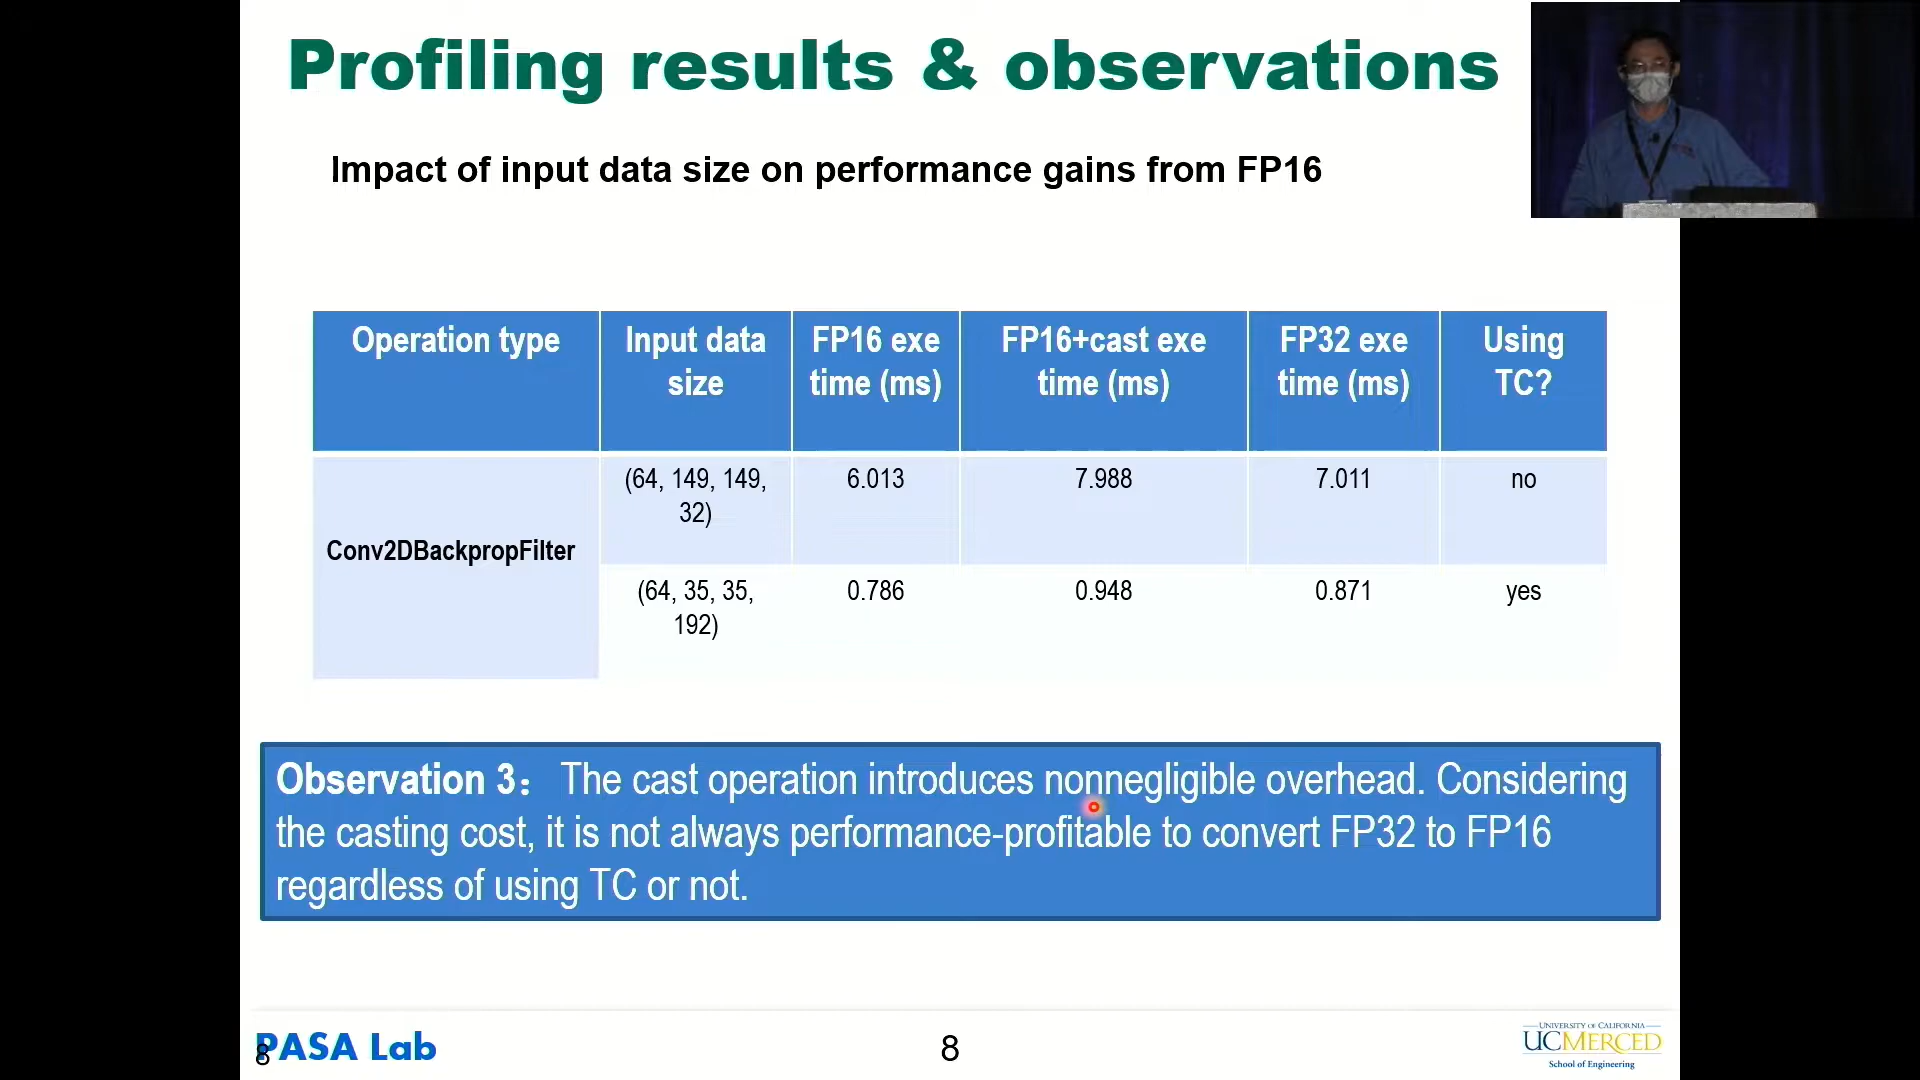 Profiling results & observations
Impact of input data size on performance gains from FP16
Operation type
Input data
size
FP16 exe
time (ms)
FP16+cast exe
time (ms)
FP32 exe
time (ms)
Using
TC?
Conv2DBackpropFilter
(64, 149, 149,
32)
6.013
7.988
7.011
no
(64, 35, 35,
192)
0.786
0.948
0.871
yes
Observation 3： The cast operation introduces nonnegligible overhead. Considering
the casting cost, it is not always performance-profitable to convert FP32 to FP16
regardless of using TC or not.
PASA Lab
8
8
UNIVERSITY OF CALIFORNIA
UCMERCED
School of Engineering